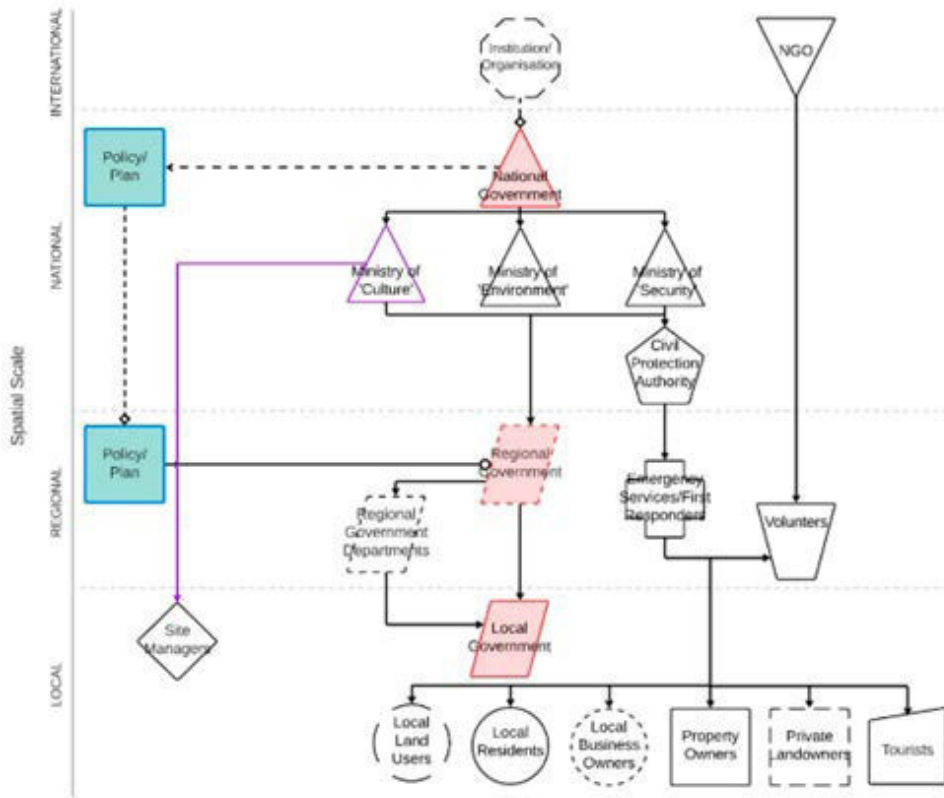 Spatial Scale
INTERNATIONAL
NATIONAL
REGIONAL
LOCAL
Institution/
Organisation
NGO
Policy/
Plan
National
Government
Ministry of
'Culture'
Ministry of
'Environment'
Ministry of
'Security'
Civil
Protection
Authority
Policy/
Plan
Regional
Government
Regional
Government
Departments
Emergency
Services/First
Responders
Volunters
Site
Managers
Local
Government
Local
Land
Users
Local
Residents
Local
Business
Owners
Property
Owners
Private
Landowners
Tourists